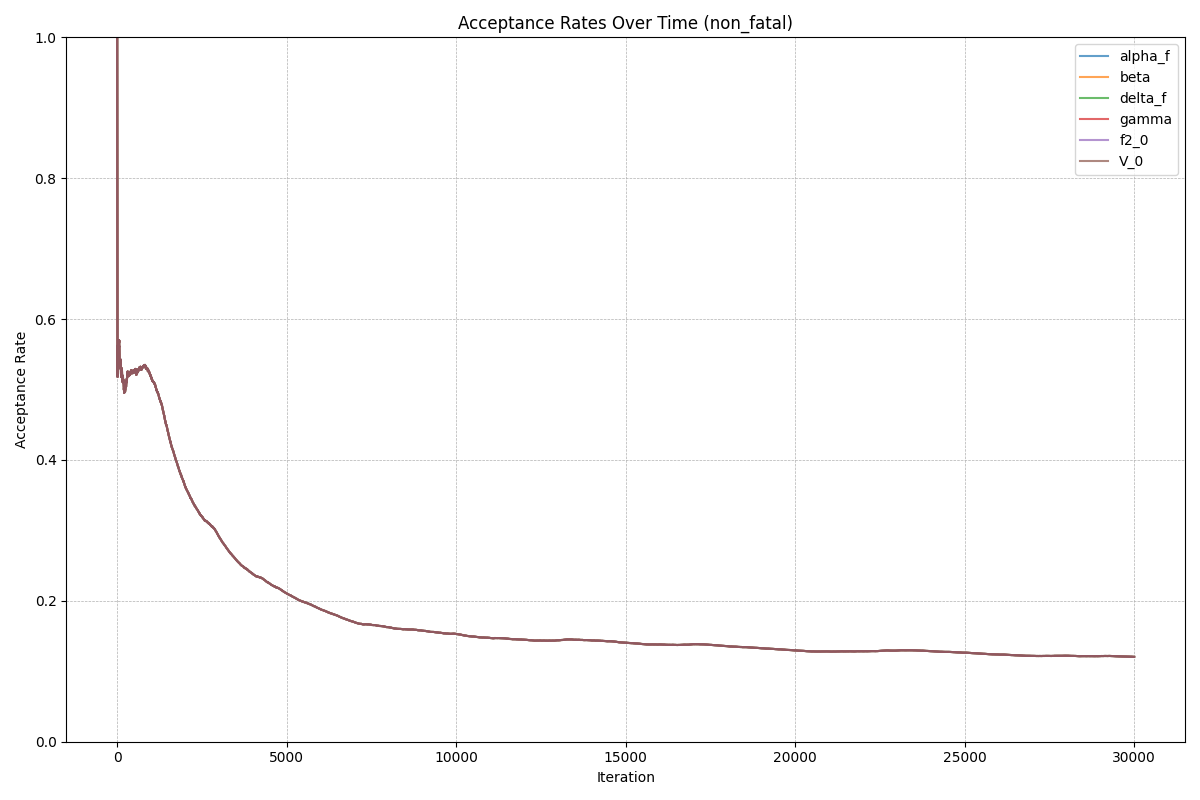 Acceptance Rates Over Time (non_fatal)
1.0
0.8
0.6
0.4
0.2
0.0
Acceptance Rate
alpha_f
beta
delta_f
gamma
f2_0
V_0
0
5000
10000
15000
20000
25000
30000
Iteration